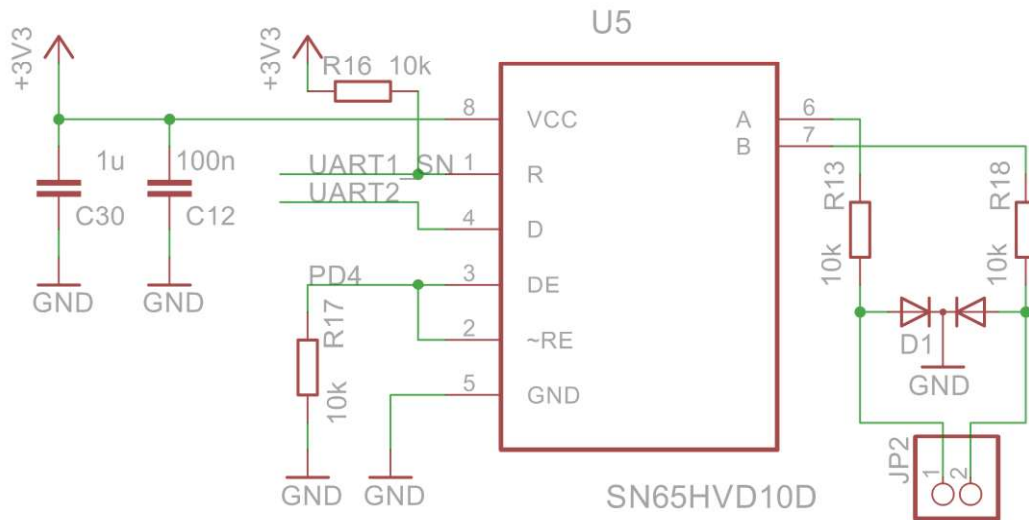 U5
+3V3
+3V3
R16 10k
8 VCC A 6
B 7
1u 100n
UART1_SN 1 R
UART2
C30 C12
4 D
R13 R18
10k 10k
GND GND
PD4 3 DE
R17
10k
2 ~RE
D1
GND
5 GND
JP2
1 2
GND GND
SN65HVD10D